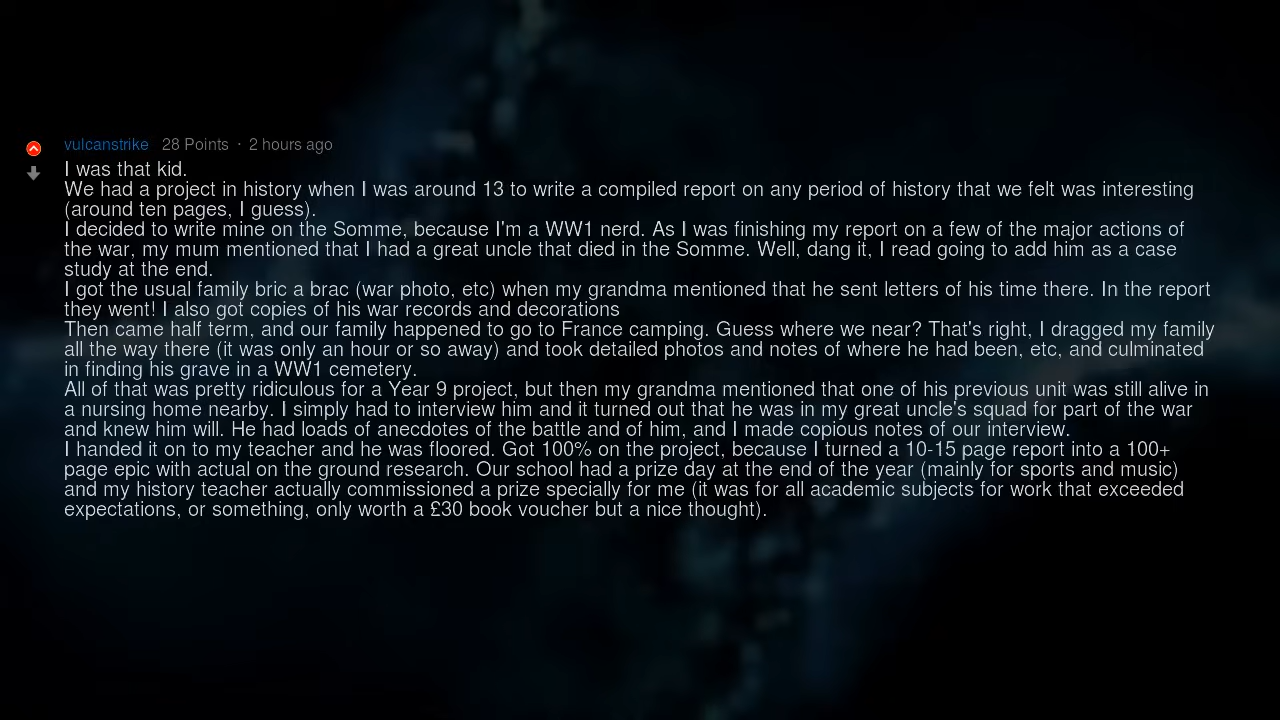 vulcanstrike 28 Points · 2 hours ago
I was that kid.
We had a project in history when I was around 13 to write a compiled report on any period of history that we felt was interesting
(around ten pages, I guess).
I decided to write mine on the Somme, because I'm a WW1 nerd. As I was finishing my report on a few of the major actions of
the war, my mum mentioned that I had a great uncle that died in the Somme. Well, dang it, I read going to add him as a case
study at the end.
I got the usual family bric a brac (war photo, etc) when my grandma mentioned that he sent letters of his time there. In the report
they went! I also got copies of his war records and decorations
Then came half term, and our family happened to go to France camping. Guess where we near? That's right, I dragged my family
all the way there (it was only an hour or so away) and took detailed photos and notes of where he had been, etc, and culminated
in finding his grave in a WW1 cemetery.
All of that was pretty ridiculous for a Year 9 project, but then my grandma mentioned that one of his previous unit was still alive in
a nursing home nearby. I simply had to interview him and it turned out that he was in my great uncle's squad for part of the war
and knew him will. He had loads of anecdotes of the battle and of him, and I made copious notes of our interview.
I handed it on to my teacher and he was floored. Got 100% on the project, because I turned a 10-15 page report into a 100+
page epic with actual on the ground research. Our school had a prize day at the end of the year (mainly for sports and music)
and my history teacher actually commissioned a prize specially for me (it was for all academic subjects for work that exceeded
expectations, or something, only worth a £30 book voucher but a nice thought).